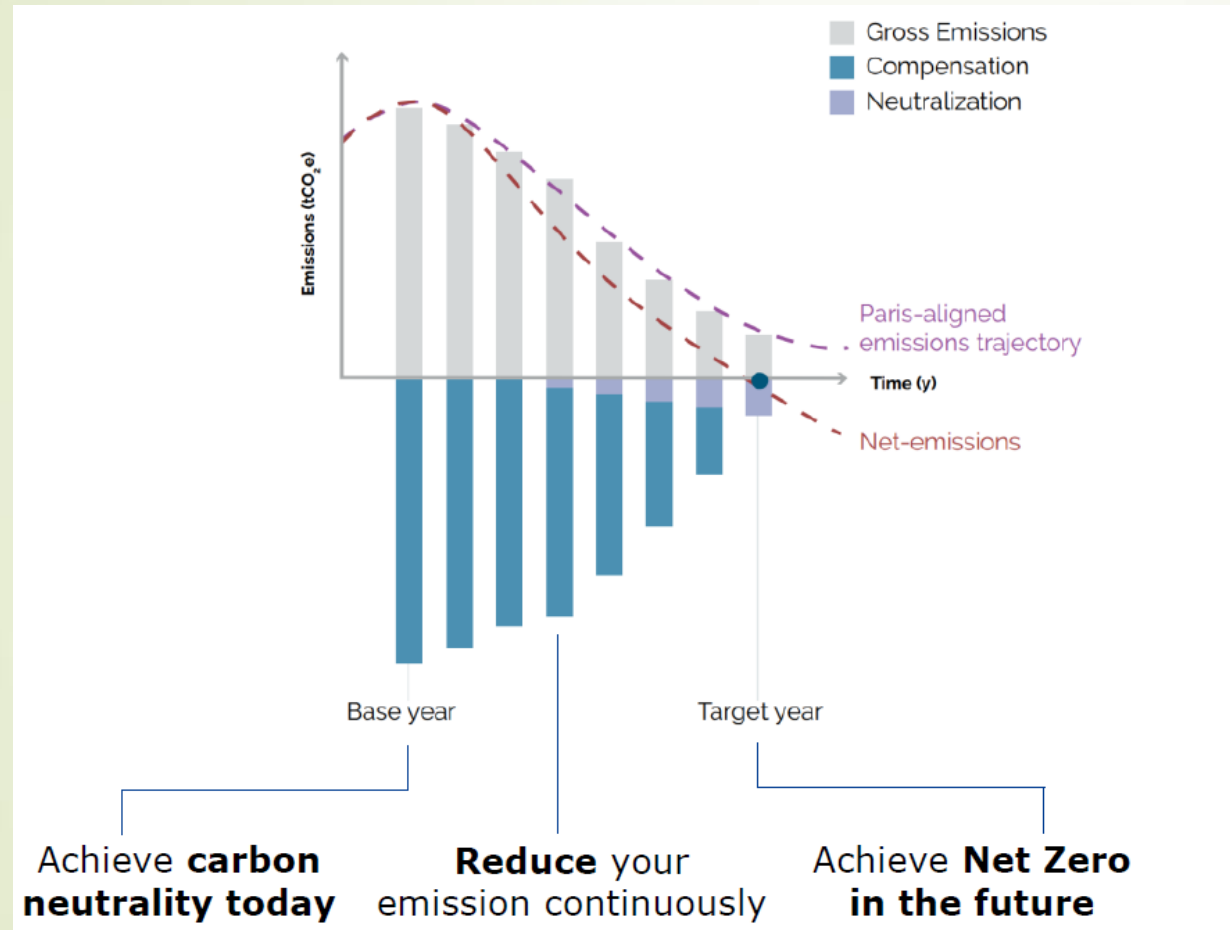 Gross Emissions
Compensation
Neutralization
Emissions (tCO₂e)
Paris-aligned
emissions trajectory
Time (y)
Net-emissions
Base year
Target year
Achieve carbon
neutrality today
Reduce your
emission continuously
Achieve Net Zero
in the future